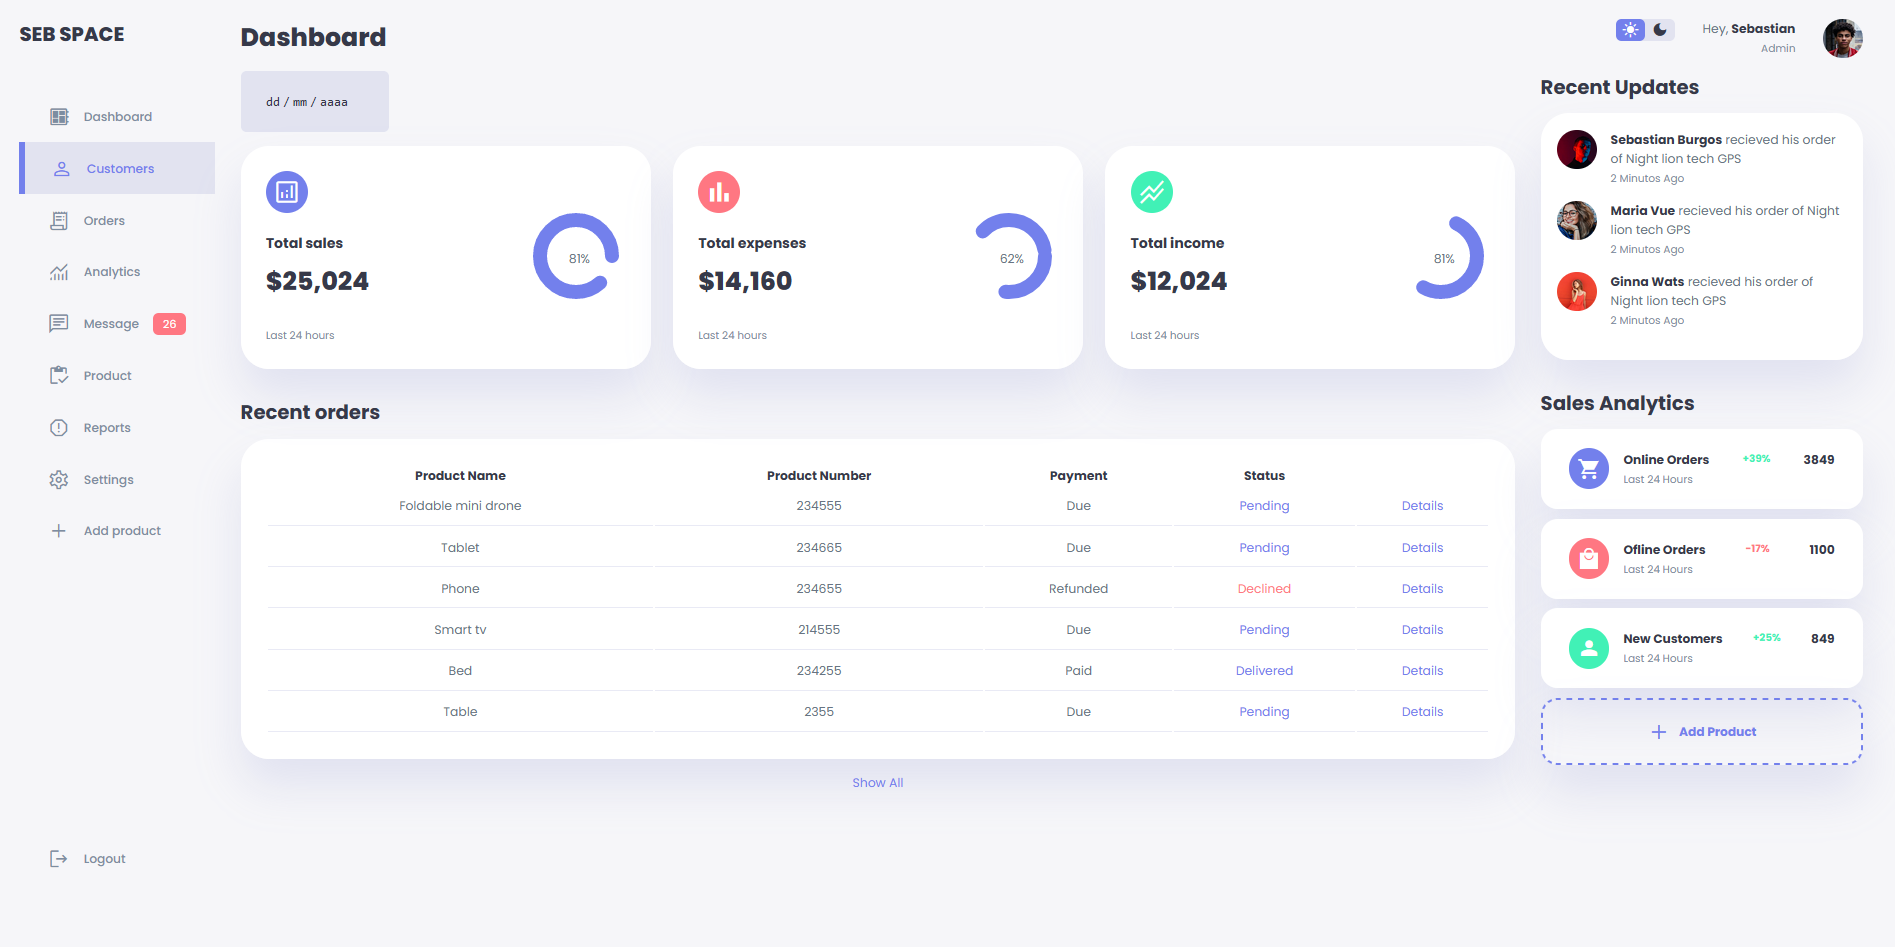 SEB SPACE
Dashboard
Customers
Orders
Analytics
Message 26
Product
Reports
Settings
Add product
Logout
Dashboard
dd / mm / aaaa
Total sales
$25,024
81%
Last 24 hours
Total expenses
$14,160
62%
Last 24 hours
Total income
$12,024
81%
Last 24 hours
Recent orders
Product Name Product Number Payment Status
Foldable mini drone 234555 Due Pending Details
Tablet 234665 Due Pending Details
Phone 234655 Refunded Declined Details
Smart tv 214555 Due Pending Details
Bed 234255 Paid Delivered Details
Table 2355 Due Pending Details
Show All
Hey, Sebastian
Admin
Recent Updates
Sebastian Burgos recieved his order
of Night lion tech GPS
2 Minutos Ago
Maria Vue recieved his order of Night
lion tech GPS
2 Minutos Ago
Ginna Wats recieved his order of
Night lion tech GPS
2 Minutos Ago
Sales Analytics
Online Orders +39% 3849
Last 24 Hours
Ofline Orders -17% 1100
Last 24 Hours
New Customers +25% 849
Last 24 Hours
Add Product